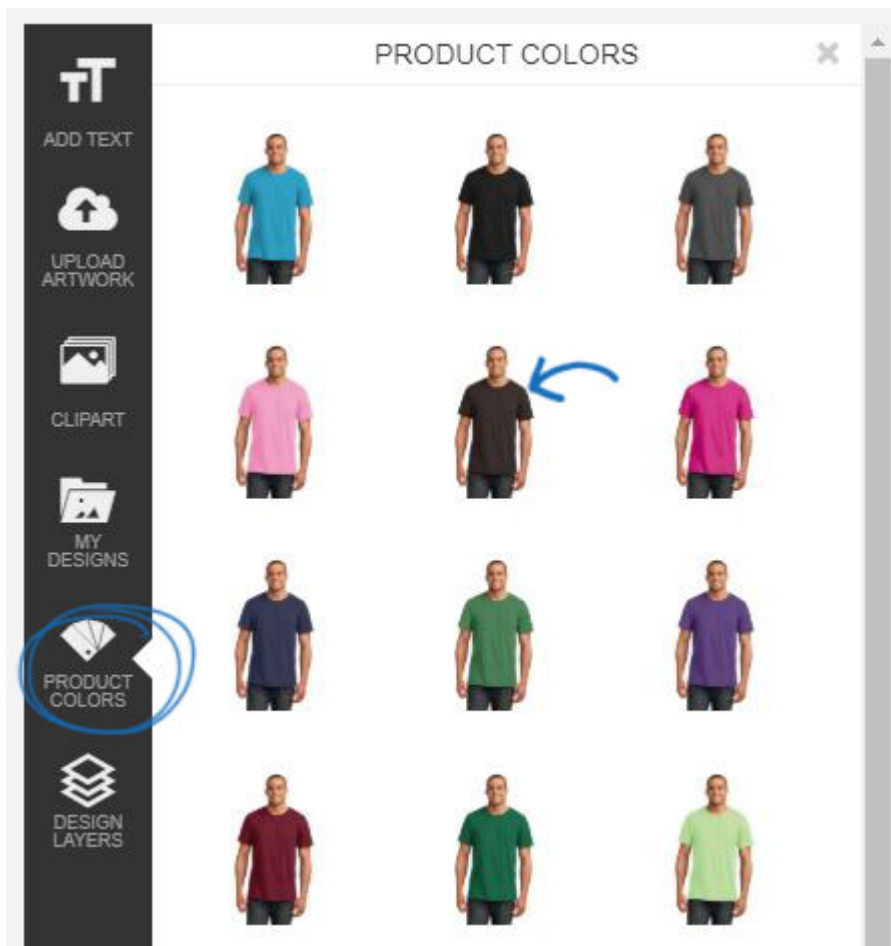 PRODUCT COLORS
ADD TEXT
UPLOAD
ARTWORK
CLIPART
MY
DESIGNS
PRODUCT
COLORS
DESIGN
LAYERS